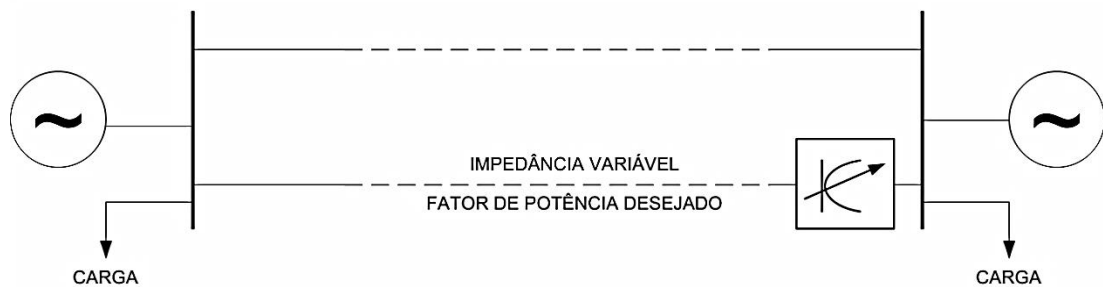 IMPEDÂNCIA VARIÁVEL
FATOR DE POTÊNCIA DESEJADO
CARGA
CARGA